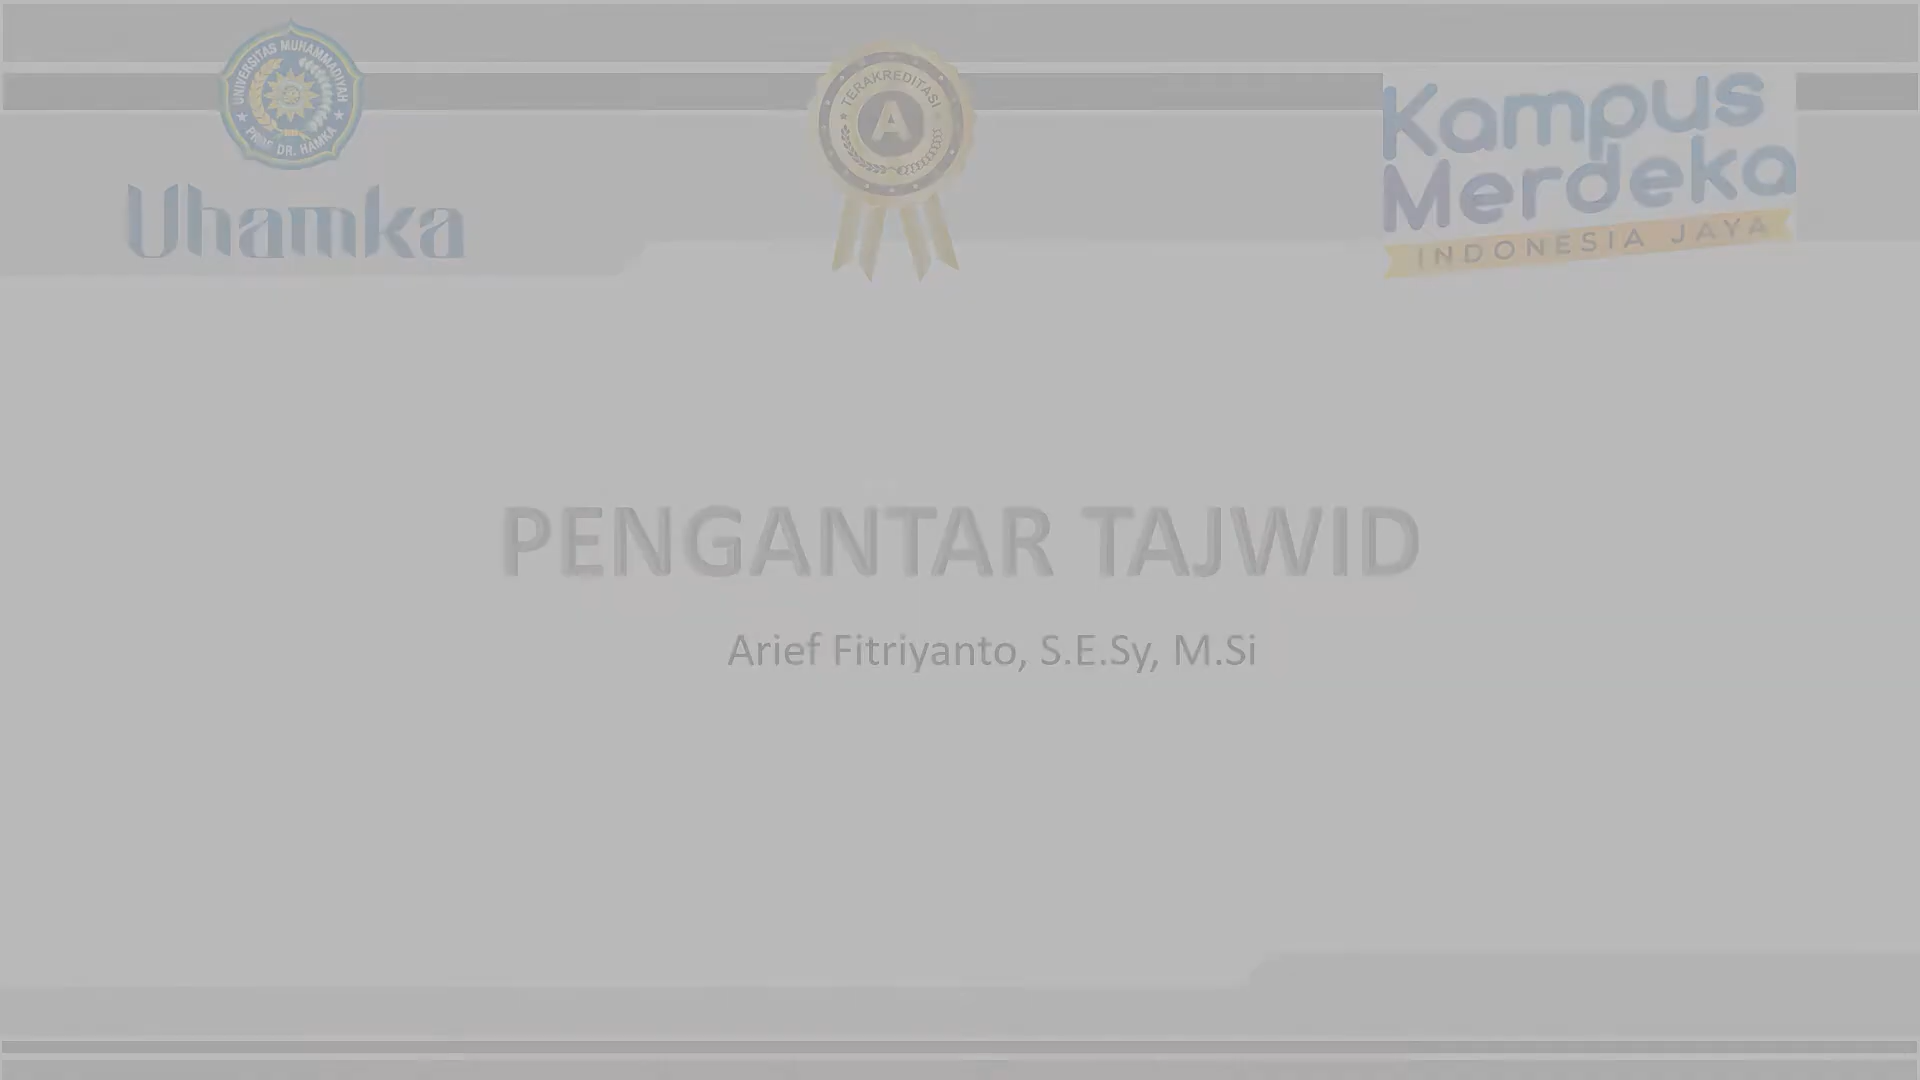 UNIVERSITAS MUHAMMADIYAH
PROF DR. HAMKA
Uhamka
TERAKREDITASI
A
Kampus
Merdeka
INDONESIA JAYA
PENGANTAR TAJWID
Arief Fitriyanto, S.E.Sy, M.Si